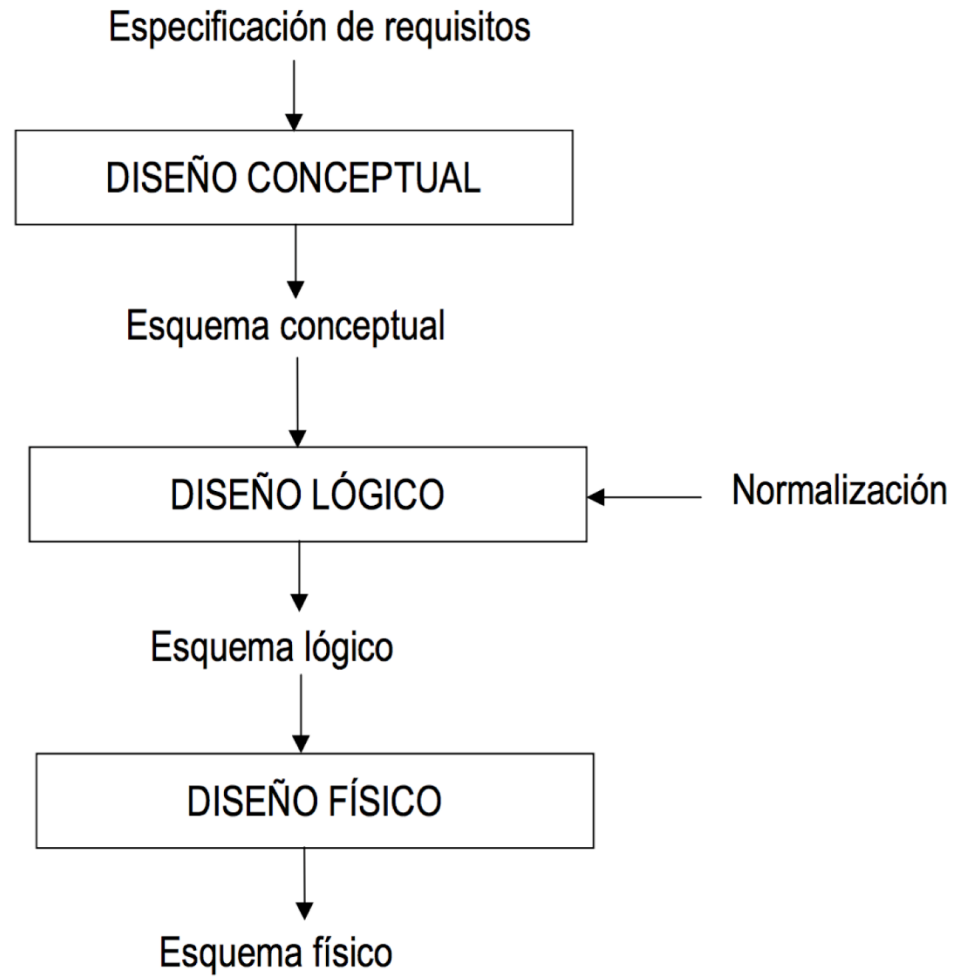 Especificación de requisitos
DISEÑO CONCEPTUAL
Esquema conceptual
DISEÑO LÓGICO
Normalización
Esquema lógico
DISEÑO FÍSICO
Esquema físico